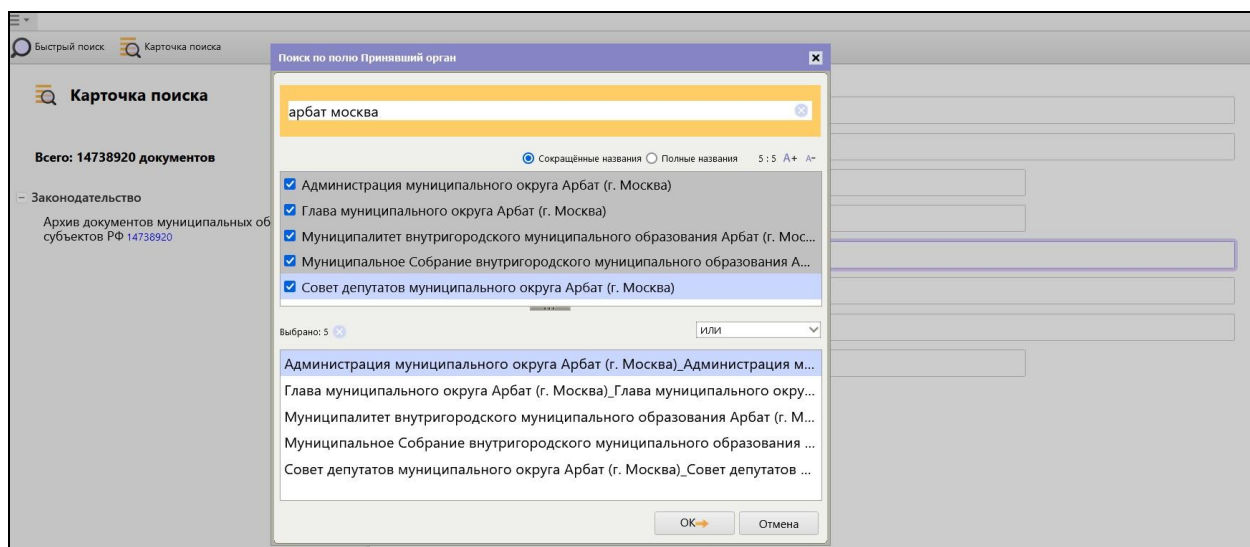 Быстрый поиск Карточка поиска
Карточка поиска
Всего: 14738920 документов
Законодательство
Архив документов муниципальных об
субъектов РФ 14738920
Поиск по полю Принявший орган
арбат москва
Сокращённые названия Полные названия 5 : 5 A+ A-
Администрация муниципального округа Арбат (г. Москва)
Глава муниципального округа Арбат (г. Москва)
Муниципалитет внутригородского муниципального образования Арбат (г. Мос...
Муниципальное Собрание внутригородского муниципального образования А...
Совет депутатов муниципального округа Арбат (г. Москва)
Выбрано: 5 ИЛИ
Администрация муниципального округа Арбат (г. Москва)_Администрация м...
Глава муниципального округа Арбат (г. Москва)_Глава муниципального окру...
Муниципалитет внутригородского муниципального образования Арбат (г. М...
Муниципальное Собрание внутригородского муниципального образования ...
Совет депутатов муниципального округа Арбат (г. Москва)_Совет депутатов ...
ОК Отмена